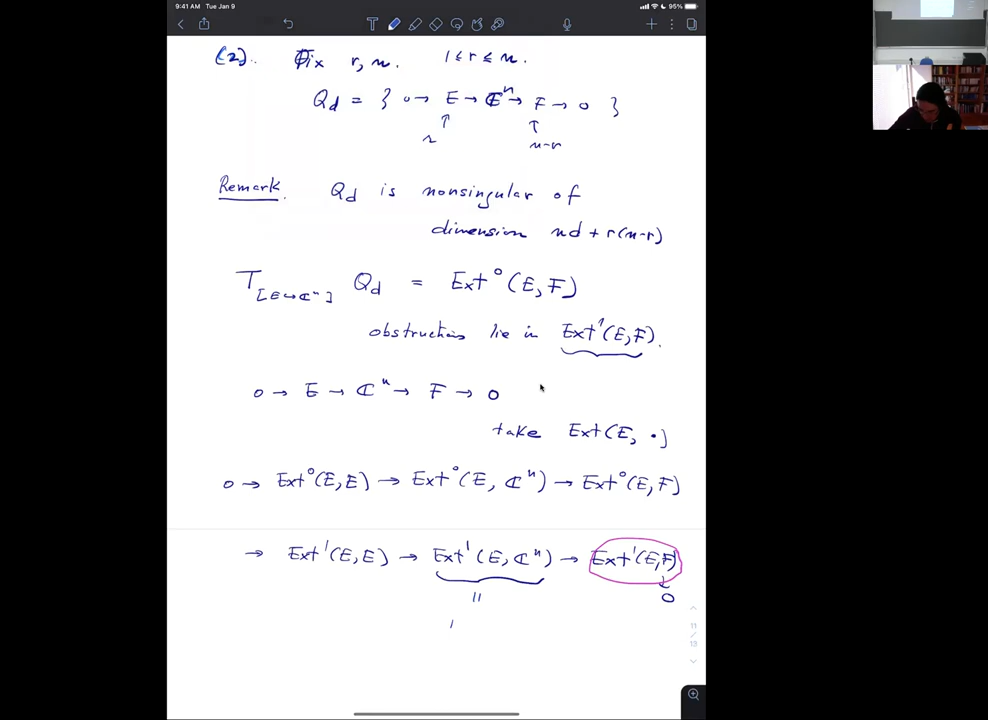 9:41 AM Tue Jan 9
95%
(2). Fix r, n. 1 ≤ r ≤ n.
Q_d = { 0 → E → ℂ^n → F → 0 }
↑ ↑
r n-r
Remark. Q_d is nonsingular of
dimension nd + r(n-r)
T_[E→ℂ^n] Q_d = Ext^0(E, F)
obstructions lie in Ext^1(E, F).
0 → E → ℂ^n → F → 0
take Ext(E, •)
0 → Ext^0(E, E) → Ext^0(E, ℂ^n) → Ext^0(E, F)
→ Ext^1(E, E) → Ext^1(E, ℂ^n) → Ext^1(E, F)
↓
0
11
/
13